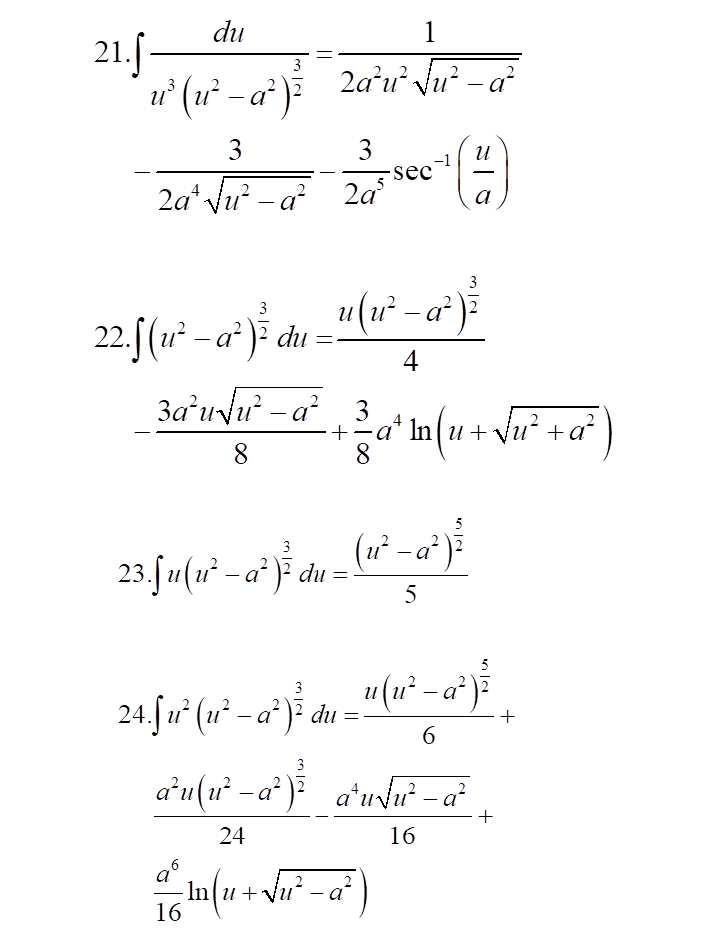 21.∫ du / (u³(u² − a²)^(3/2)) = 1 / (2a²u²√(u² − a²))
− 3 / (2a⁴√(u² − a²)) − 3 / (2a⁵) sec⁻¹(u/a)
22.∫(u² − a²)^(3/2) du = u(u² − a²)^(3/2) / 4
− 3a²u√(u² − a²) / 8 + 3/8 a⁴ ln(u + √(u² + a²))
23.∫u(u² − a²)^(3/2) du = (u² − a²)^(5/2) / 5
24.∫u²(u² − a²)^(3/2) du = u(u² − a²)^(5/2) / 6 +
a²u(u² − a²)^(3/2) / 24 − a⁴u√(u² − a²) / 16 +
a⁶/16 ln(u + √(u² − a²))